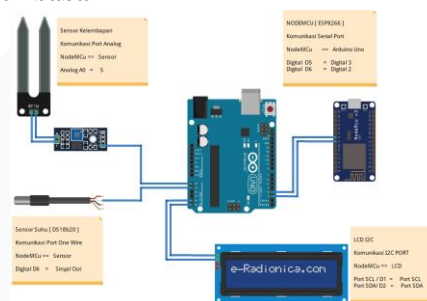 Sensor Kelembapan
Komunikasi Port Analog
NodeMCu == Sensor
Analog A0 = S
NODEMCU [ ESP8266 ]
Komunikasi Serial Port
NodeMCu == Arduino Uno
Digital D5 = Digital 3
Digital D6 = Digital 2
NodeMcu
UNO
Sensor Suhu [ DS18b20 ]
Komunikasi Port One Wire
NodeMCu == Sensor
Digital D6 = Sinyal Out
e-Radionica.com
LCD I2C
Komunikasi I2C PORT
NodeMCu == LCD
Port SCL / D1 = Port SCL
Port SDA/ D2 = Port SDA